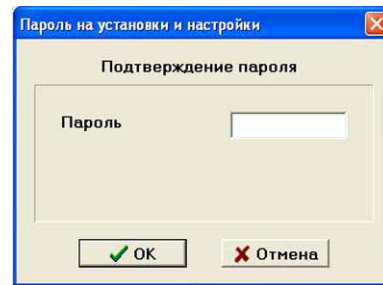 Пароль на установки и настройки
Подтверждение пароля
Пароль
OK
Отмена